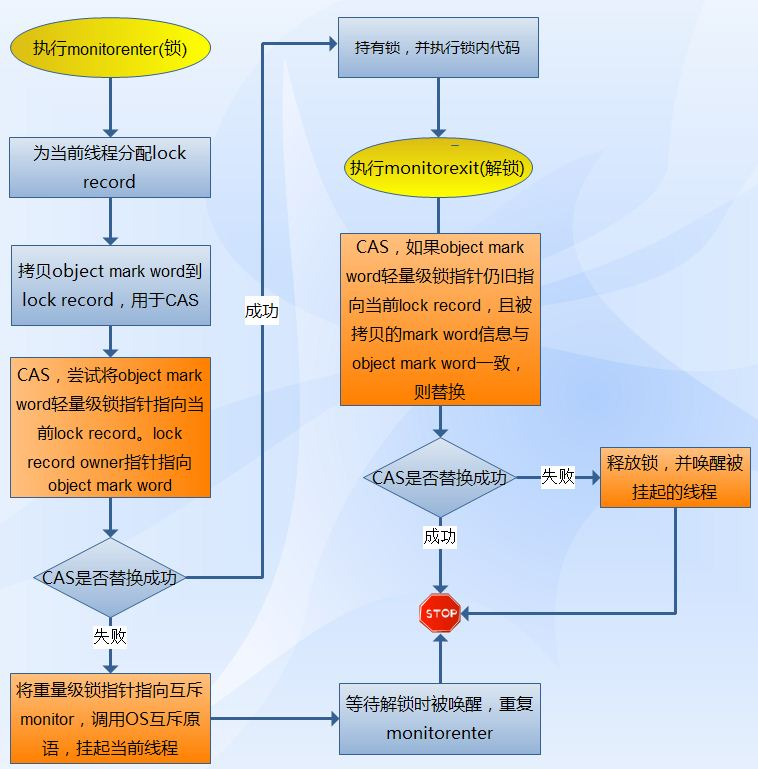 执行monitorenter(锁)
为当前线程分配lock
record
拷贝object mark word到
lock record，用于CAS
CAS，尝试将object mark
word轻量级锁指针指向当
前lock record。lock
record owner指针指向
object mark word
CAS是否替换成功
失败
将重量级锁指针指向互斥
monitor，调用OS互斥原
语，挂起当前线程
成功
持有锁，并执行锁内代码
执行monitorexit(解锁)
CAS，如果object mark
word轻量级锁指针仍旧指
向当前lock record，且被
拷贝的mark word信息与
object mark word一致，
则替换
CAS是否替换成功
失败
释放锁，并唤醒被
挂起的线程
成功
STOP
等待解锁时被唤醒，重复
monitorenter